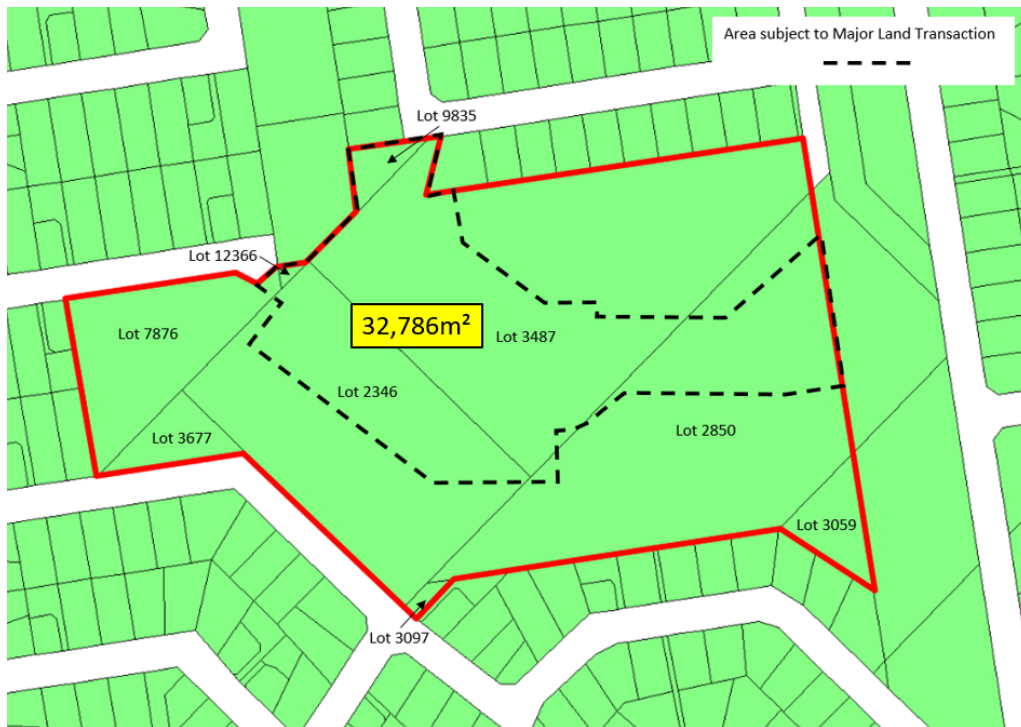 Area subject to Major Land Transaction
Lot 9835
Lot 12366
Lot 7876
32,786m²
Lot 3487
Lot 2346
Lot 2850
Lot 3677
Lot 3059
Lot 3097